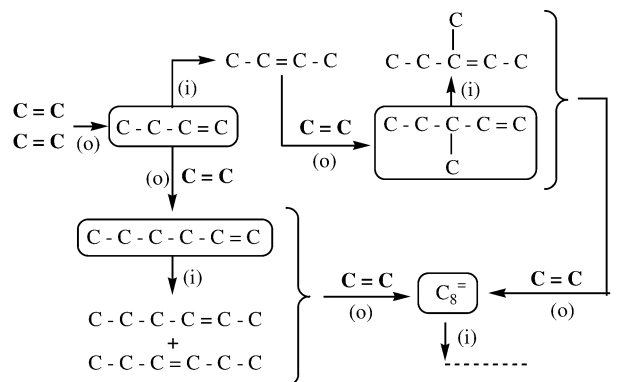 C
C - C = C - C
C - C - C = C - C
(i)
(i)
C = C
C = C
(o)
C - C - C = C
C = C
(o)
C - C - C - C = C
C
(o)
C = C
C - C - C - C - C = C
(i)
C = C
(o)
C8=
C = C
(o)
(i)
C - C - C - C = C - C
+
C - C - C = C - C - C